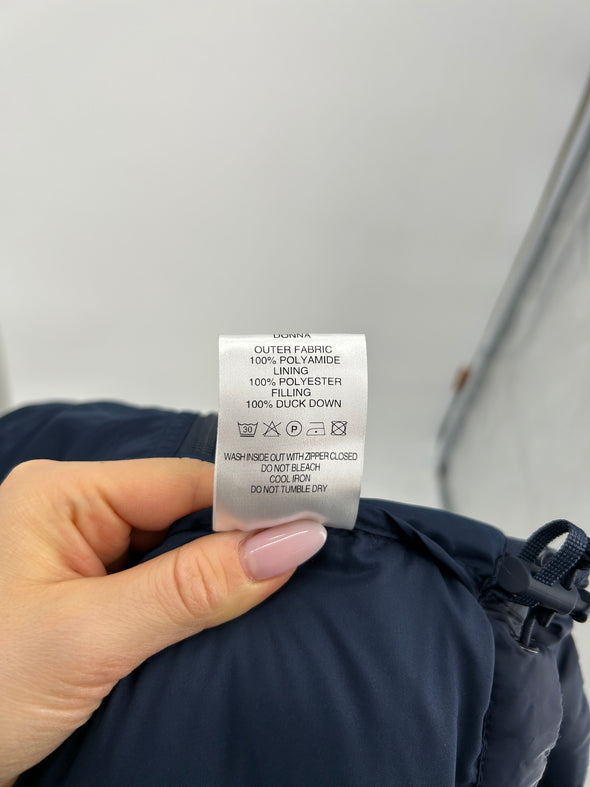 DONNA
OUTER FABRIC
100% POLYAMIDE
LINING
100% POLYESTER
FILLING
100% DUCK DOWN
30 P
WASH INSIDE OUT WITH ZIPPER CLOSED
DO NOT BLEACH
COOL IRON
DO NOT TUMBLE DRY